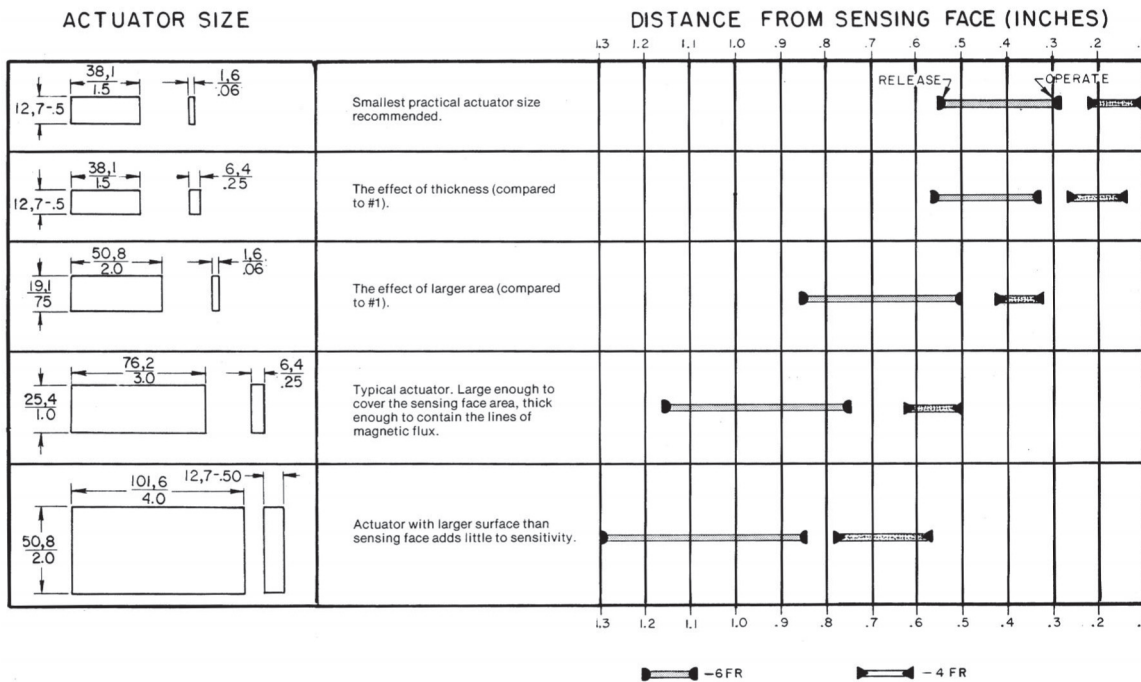 ACTUATOR SIZE
DISTANCE FROM SENSING FACE (INCHES)
1.3 1.2 1.1 1.0 .9 .8 .7 .6 .5 .4 .3 .2 .
38,1
1.5
1,6
.06
12,7-.5
Smallest practical actuator size
recommended.
RELEASE
OPERATE
38,1
1.5
6,4
.25
12,7-.5
The effect of thickness (compared
to #1).
50,8
2.0
1,6
.06
19,1
75
The effect of larger area (compared
to #1).
76,2
3.0
6,4
.25
25,4
1.0
Typical actuator. Large enough to
cover the sensing face area, thick
enough to contain the lines of
magnetic flux.
101,6
4.0
12,7-.50
50,8
2.0
Actuator with larger surface than
sensing face adds little to sensitivity.
1.3 1.2 1.1 1.0 .9 .8 .7 .6 .5 .4 .3 .2 .
-6FR
-4FR